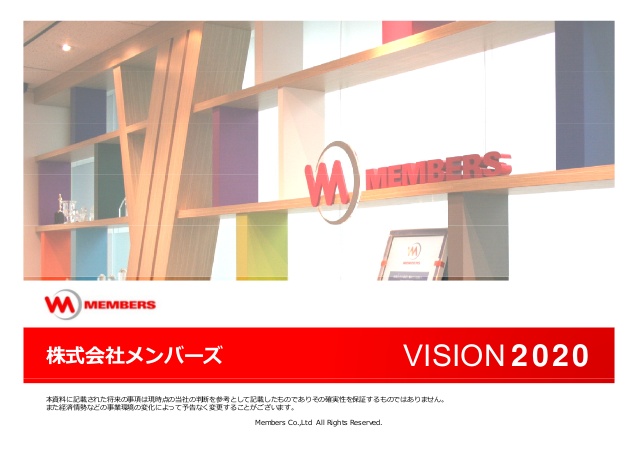 MEMBERS
MEMBERS
株式会社メンバーズ
VISION 2020
本資料に記載された将来の事項は現時点の当社の判断を参考として記載したものでありその確実性を保証するものではありません。
また経済情勢などの事業環境の変化によって予告なく変更することがございます。
Members Co.,Ltd All Rights Reserved.